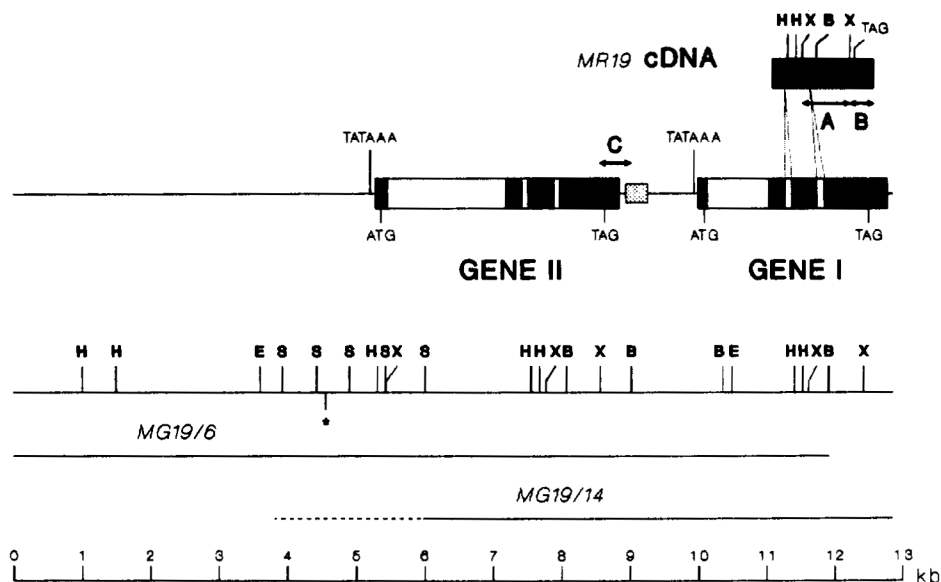 H H X B X TAG
MR19 cDNA
A B
TATAAA C TATAAA
ATG TAG ATG TAG
GENE II GENE I
H H E S S S H S X S H H X B X B B E H H X B X
*
MG19/6
MG19/14
0 1 2 3 4 5 6 7 8 9 10 11 12 13 kb